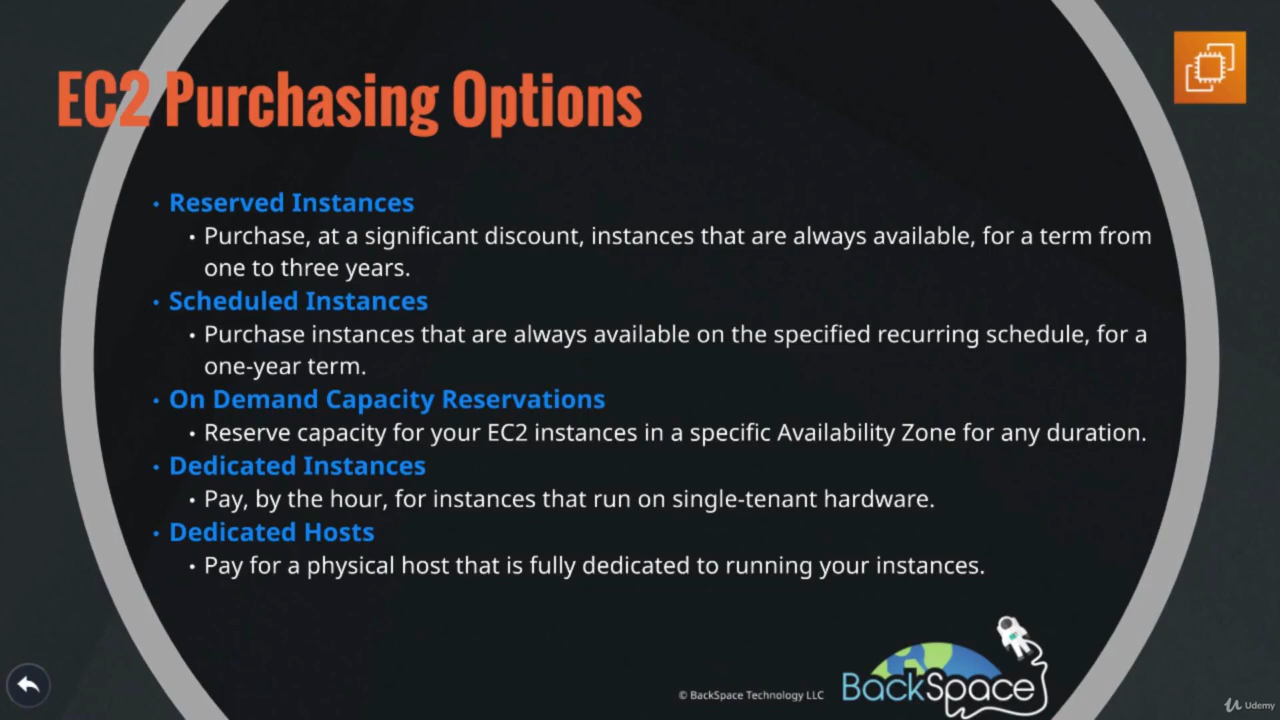 EC2 Purchasing Options
• Reserved Instances
• Purchase, at a significant discount, instances that are always available, for a term from
one to three years.
• Scheduled Instances
• Purchase instances that are always available on the specified recurring schedule, for a
one-year term.
• On Demand Capacity Reservations
• Reserve capacity for your EC2 instances in a specific Availability Zone for any duration.
• Dedicated Instances
• Pay, by the hour, for instances that run on single-tenant hardware.
• Dedicated Hosts
• Pay for a physical host that is fully dedicated to running your instances.
© BackSpace Technology LLC
BackSpace
Udemy